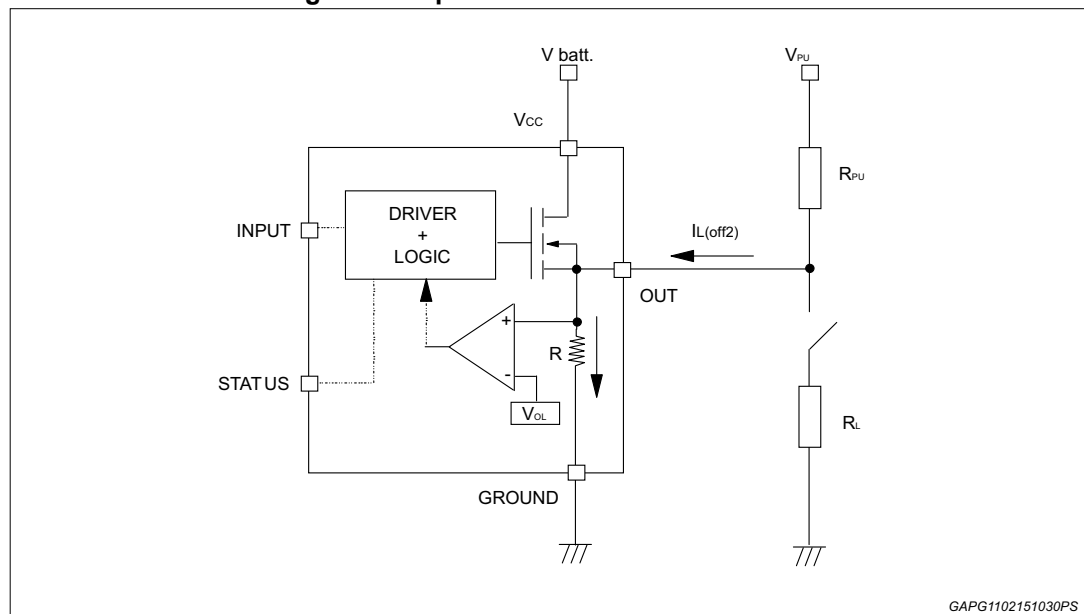 V batt.
VPU
VCC
RPU
DRIVER
+
LOGIC
INPUT
IL(off2)
OUT
+
R
-
STATUS
VOL
RL
GROUND
GAPG1102151030PS